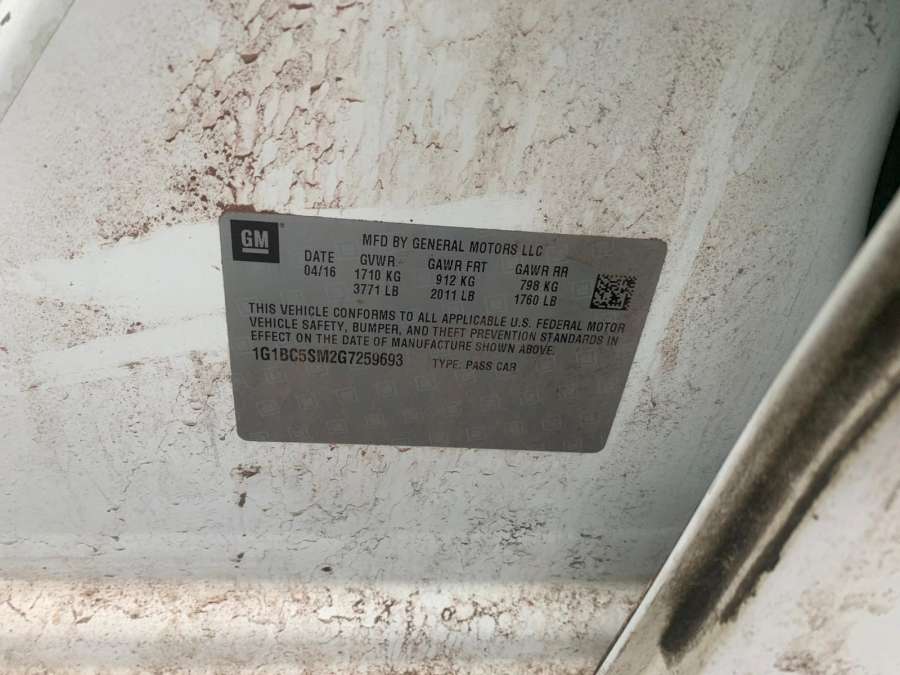 GM
MFD BY GENERAL MOTORS LLC
DATE GVWR GAWR FRT GAWR RR
04/16 1710 KG 912 KG 798 KG
3771 LB 2011 LB 1760 LB
THIS VEHICLE CONFORMS TO ALL APPLICABLE U.S. FEDERAL MOTOR
VEHICLE SAFETY, BUMPER, AND THEFT PREVENTION STANDARDS IN
EFFECT ON THE DATE OF MANUFACTURE SHOWN ABOVE.
1G1BC5SM2G7259693 TYPE: PASS CAR